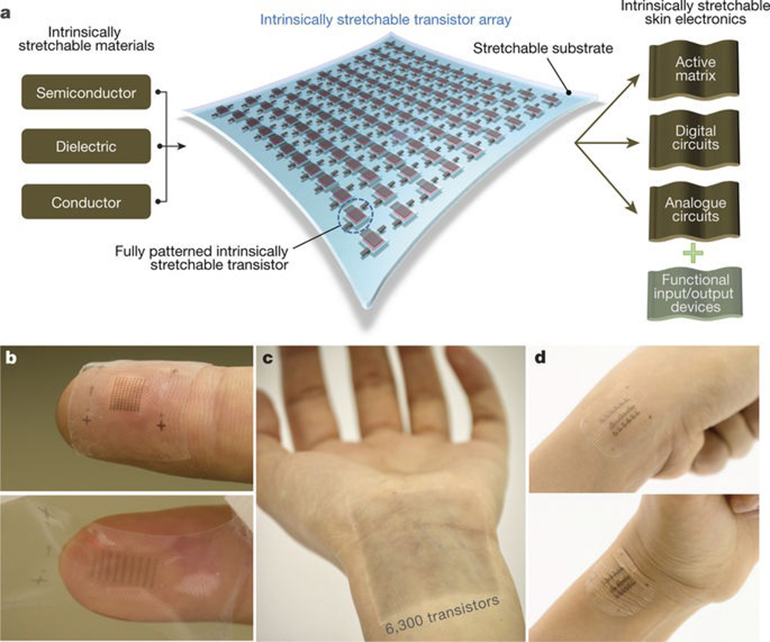 a
Intrinsically
stretchable materials
Semiconductor
Dielectric
Conductor
Intrinsically stretchable transistor array
Stretchable substrate
Fully patterned intrinsically
stretchable transistor
Intrinsically stretchable
skin electronics
Active
matrix
Digital
circuits
Analogue
circuits
+
Functional
input/output
devices
b
c
6,300 transistors
d